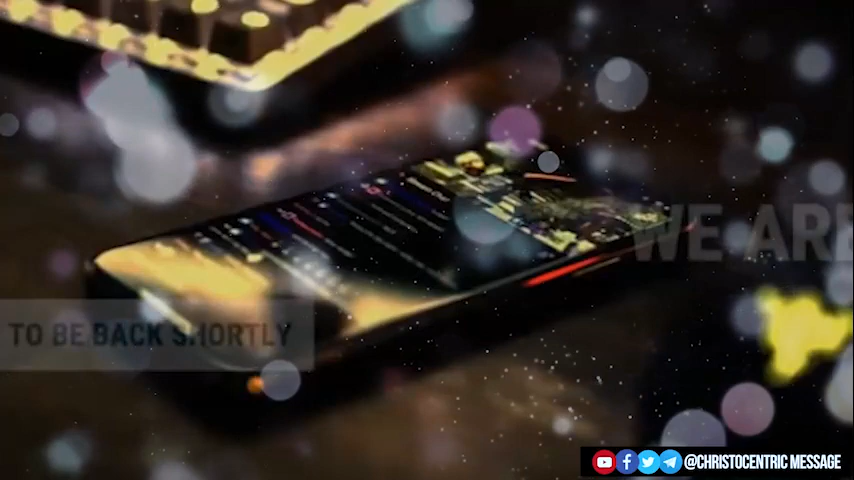 WE ARE
TO BE BACK SHORTLY
@CHRISTOCENTRIC MESSAGE